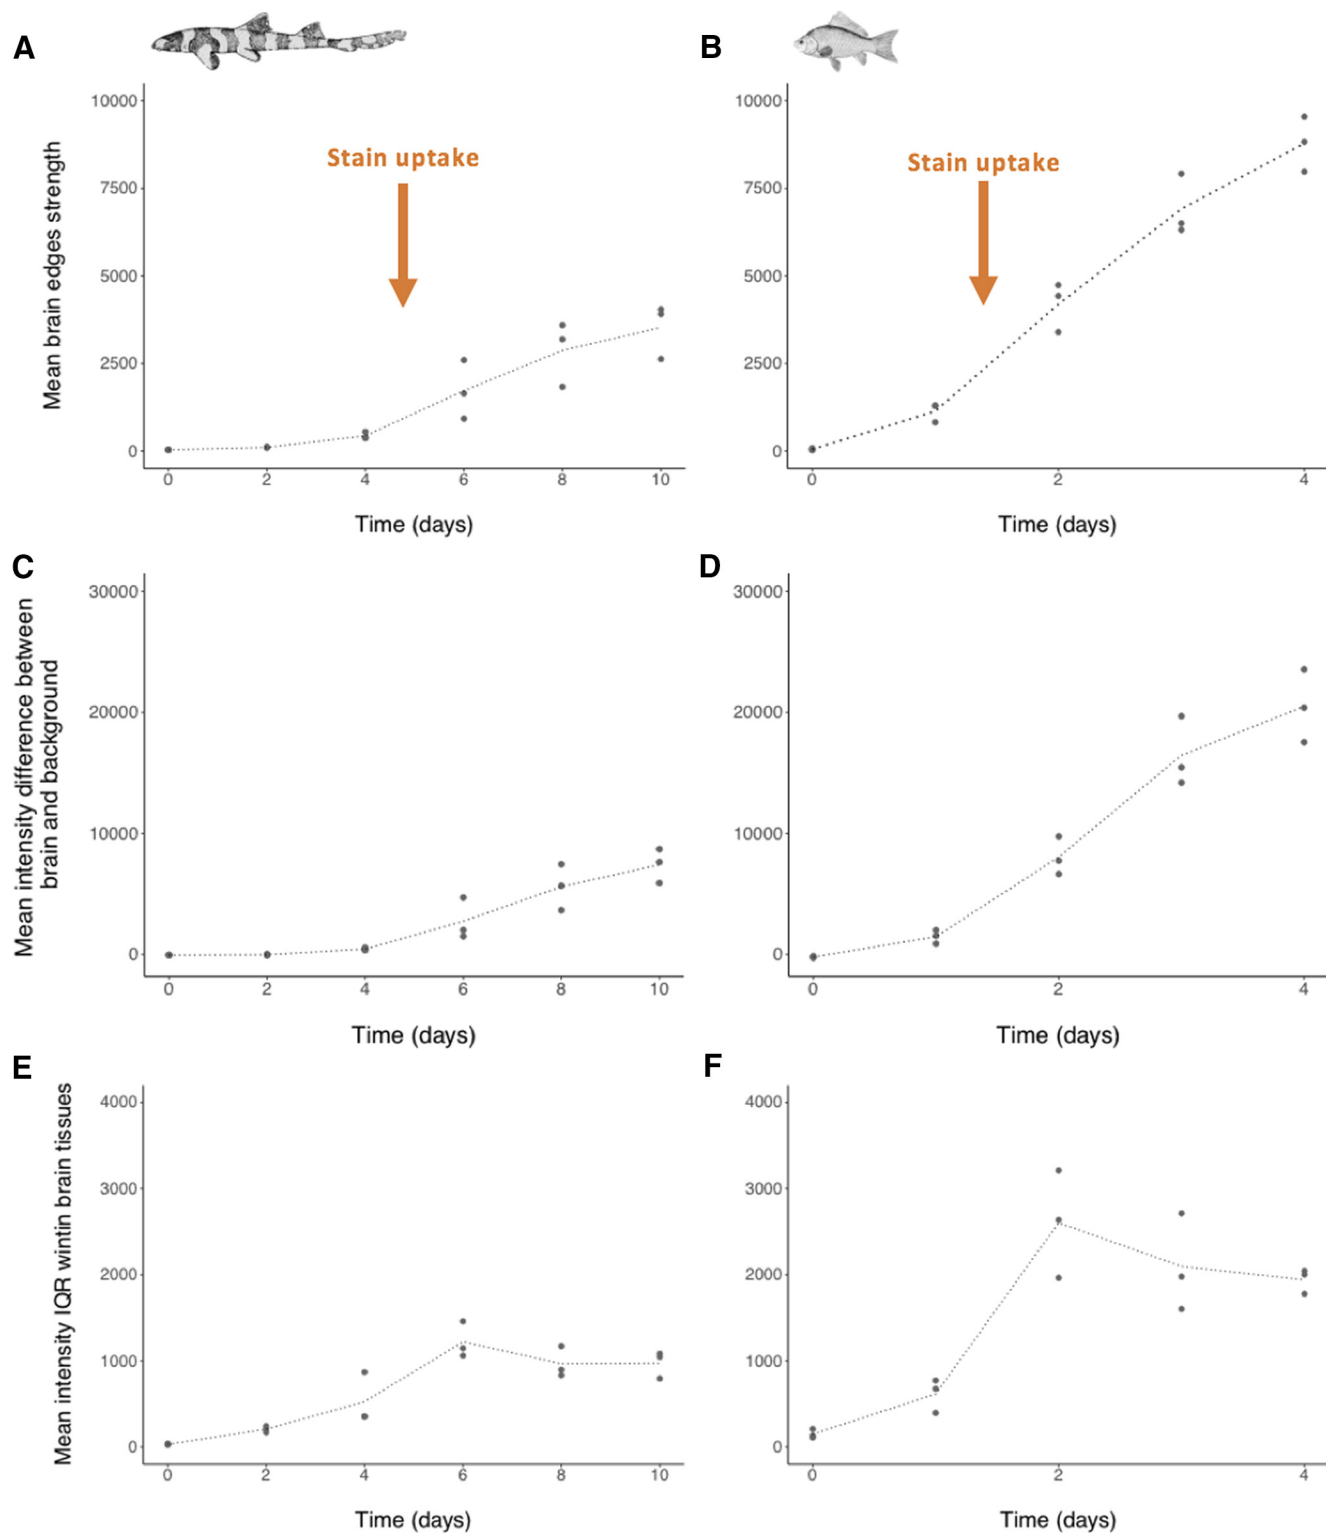 A
B
10000
7500
5000
2500
0
Mean brain edges strength
Stain uptake
0 2 4 6 8 10
Time (days)
10000
7500
5000
2500
0
Stain uptake
0 2 4
Time (days)
C
D
30000
20000
10000
0
Mean intensity difference between
brain and background
0 2 4 6 8 10
Time (days)
30000
20000
10000
0
0 2 4
Time (days)
E
F
4000
3000
2000
1000
0
Mean intensity IQR wintin brain tissues
0 2 4 6 8 10
Time (days)
4000
3000
2000
1000
0
0 2 4
Time (days)